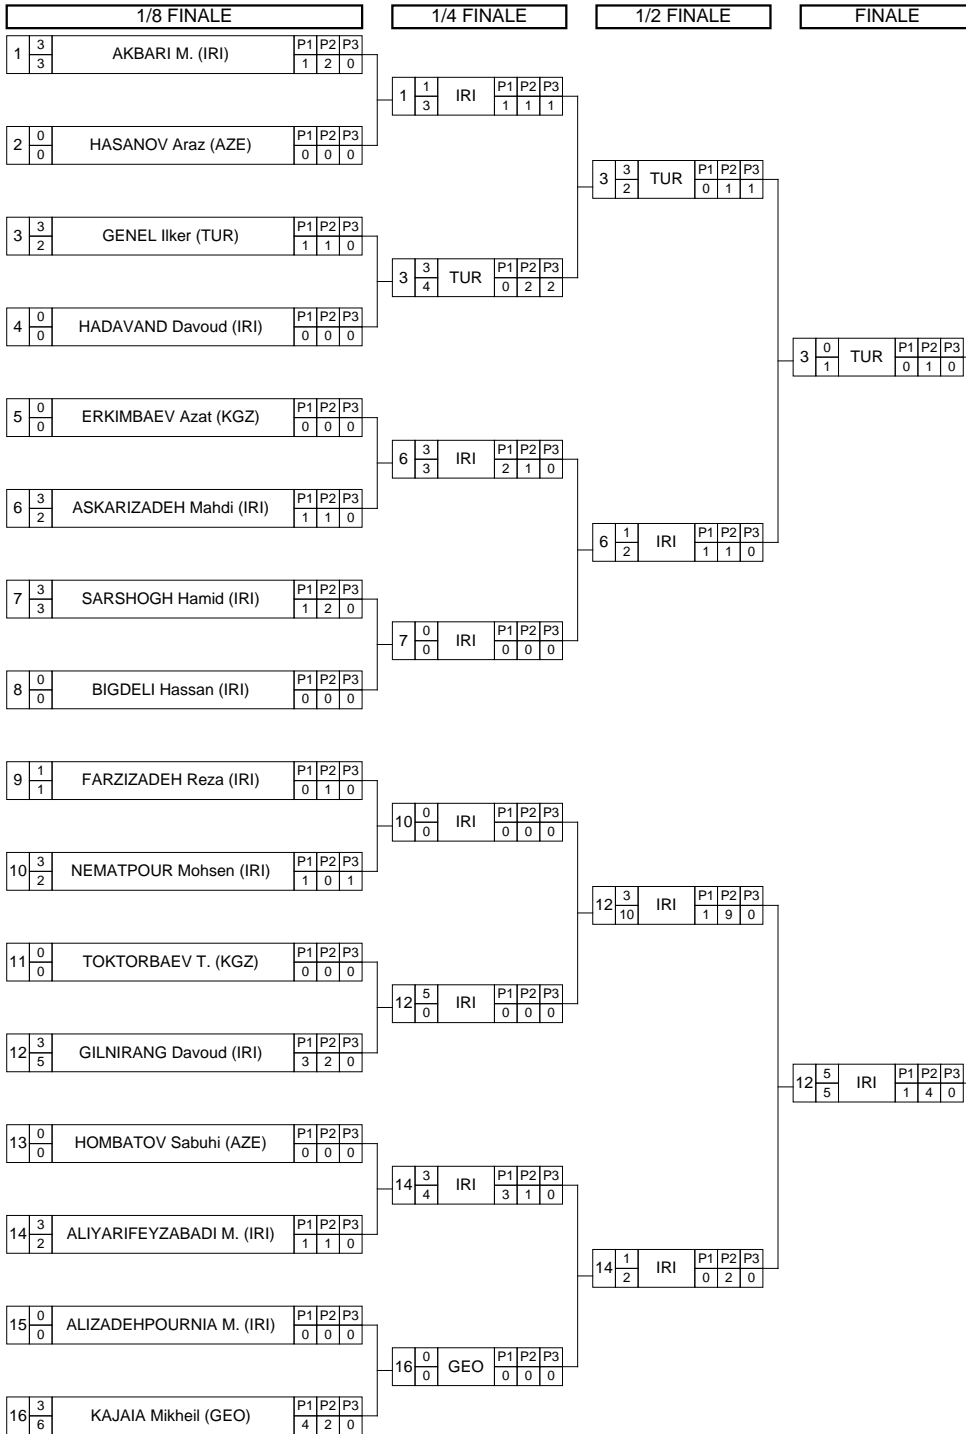 1/8 FINALE 1/4 FINALE 1/2 FINALE FINALE
1 3 3 AKBARI M. (IRI) P1 P2 P3 1 2 0
1 1 3 IRI P1 P2 P3 1 1 1
2 0 0 HASANOV Araz (AZE) P1 P2 P3 0 0 0
3 3 2 TUR P1 P2 P3 0 1 1
3 3 2 GENEL Ilker (TUR) P1 P2 P3 1 1 0
3 3 4 TUR P1 P2 P3 0 2 2
4 0 0 HADAVAND Davoud (IRI) P1 P2 P3 0 0 0
3 0 1 TUR P1 P2 P3 0 1 0
5 0 0 ERKIMBAEV Azat (KGZ) P1 P2 P3 0 0 0
6 3 3 IRI P1 P2 P3 2 1 0
6 3 2 ASKARIZADEH Mahdi (IRI) P1 P2 P3 1 1 0
6 1 2 IRI P1 P2 P3 1 1 0
7 3 3 SARSHOGH Hamid (IRI) P1 P2 P3 1 2 0
7 0 0 IRI P1 P2 P3 0 0 0
8 0 0 BIGDELI Hassan (IRI) P1 P2 P3 0 0 0
9 1 1 FARZIZADEH Reza (IRI) P1 P2 P3 0 1 0
10 0 0 IRI P1 P2 P3 0 0 0
10 3 2 NEMATPOUR Mohsen (IRI) P1 P2 P3 1 0 1
12 3 10 IRI P1 P2 P3 1 9 0
11 0 0 TOKTORBAEV T. (KGZ) P1 P2 P3 0 0 0
12 5 0 IRI P1 P2 P3 0 0 0
12 3 5 GILNIRANG Davoud (IRI) P1 P2 P3 3 2 0
12 5 5 IRI P1 P2 P3 1 4 0
13 0 0 HOMBATOV Sabuhi (AZE) P1 P2 P3 0 0 0
14 3 4 IRI P1 P2 P3 3 1 0
14 3 2 ALIYARIFEYZABADI M. (IRI) P1 P2 P3 1 1 0
14 1 2 IRI P1 P2 P3 0 2 0
15 0 0 ALIZADEHPOURNIA M. (IRI) P1 P2 P3 0 0 0
16 0 0 GEO P1 P2 P3 0 0 0
16 3 6 KAJAIA Mikheil (GEO) P1 P2 P3 4 2 0